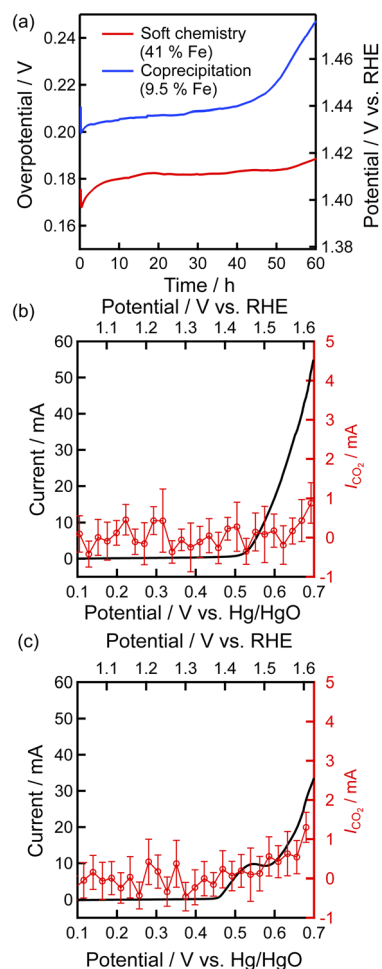 (a)
Soft chemistry
(41 % Fe)
Coprecipitation
(9.5 % Fe)
Overpotential / V
0.24
0.22
0.20
0.18
0.16
Potential / V vs. RHE
1.46
1.44
1.42
1.40
1.38
0 10 20 30 40 50 60
Time / h
(b)
Potential / V vs. RHE
1.1 1.2 1.3 1.4 1.5 1.6
Current / mA
60
50
40
30
20
10
0
I CO2 / mA
5
4
3
2
1
0
-1
0.1 0.2 0.3 0.4 0.5 0.6 0.7
Potential / V vs. Hg/HgO
(c)
Potential / V vs. RHE
1.1 1.2 1.3 1.4 1.5 1.6
Current / mA
60
50
40
30
20
10
0
I CO2 / mA
5
4
3
2
1
0
-1
0.1 0.2 0.3 0.4 0.5 0.6 0.7
Potential / V vs. Hg/HgO